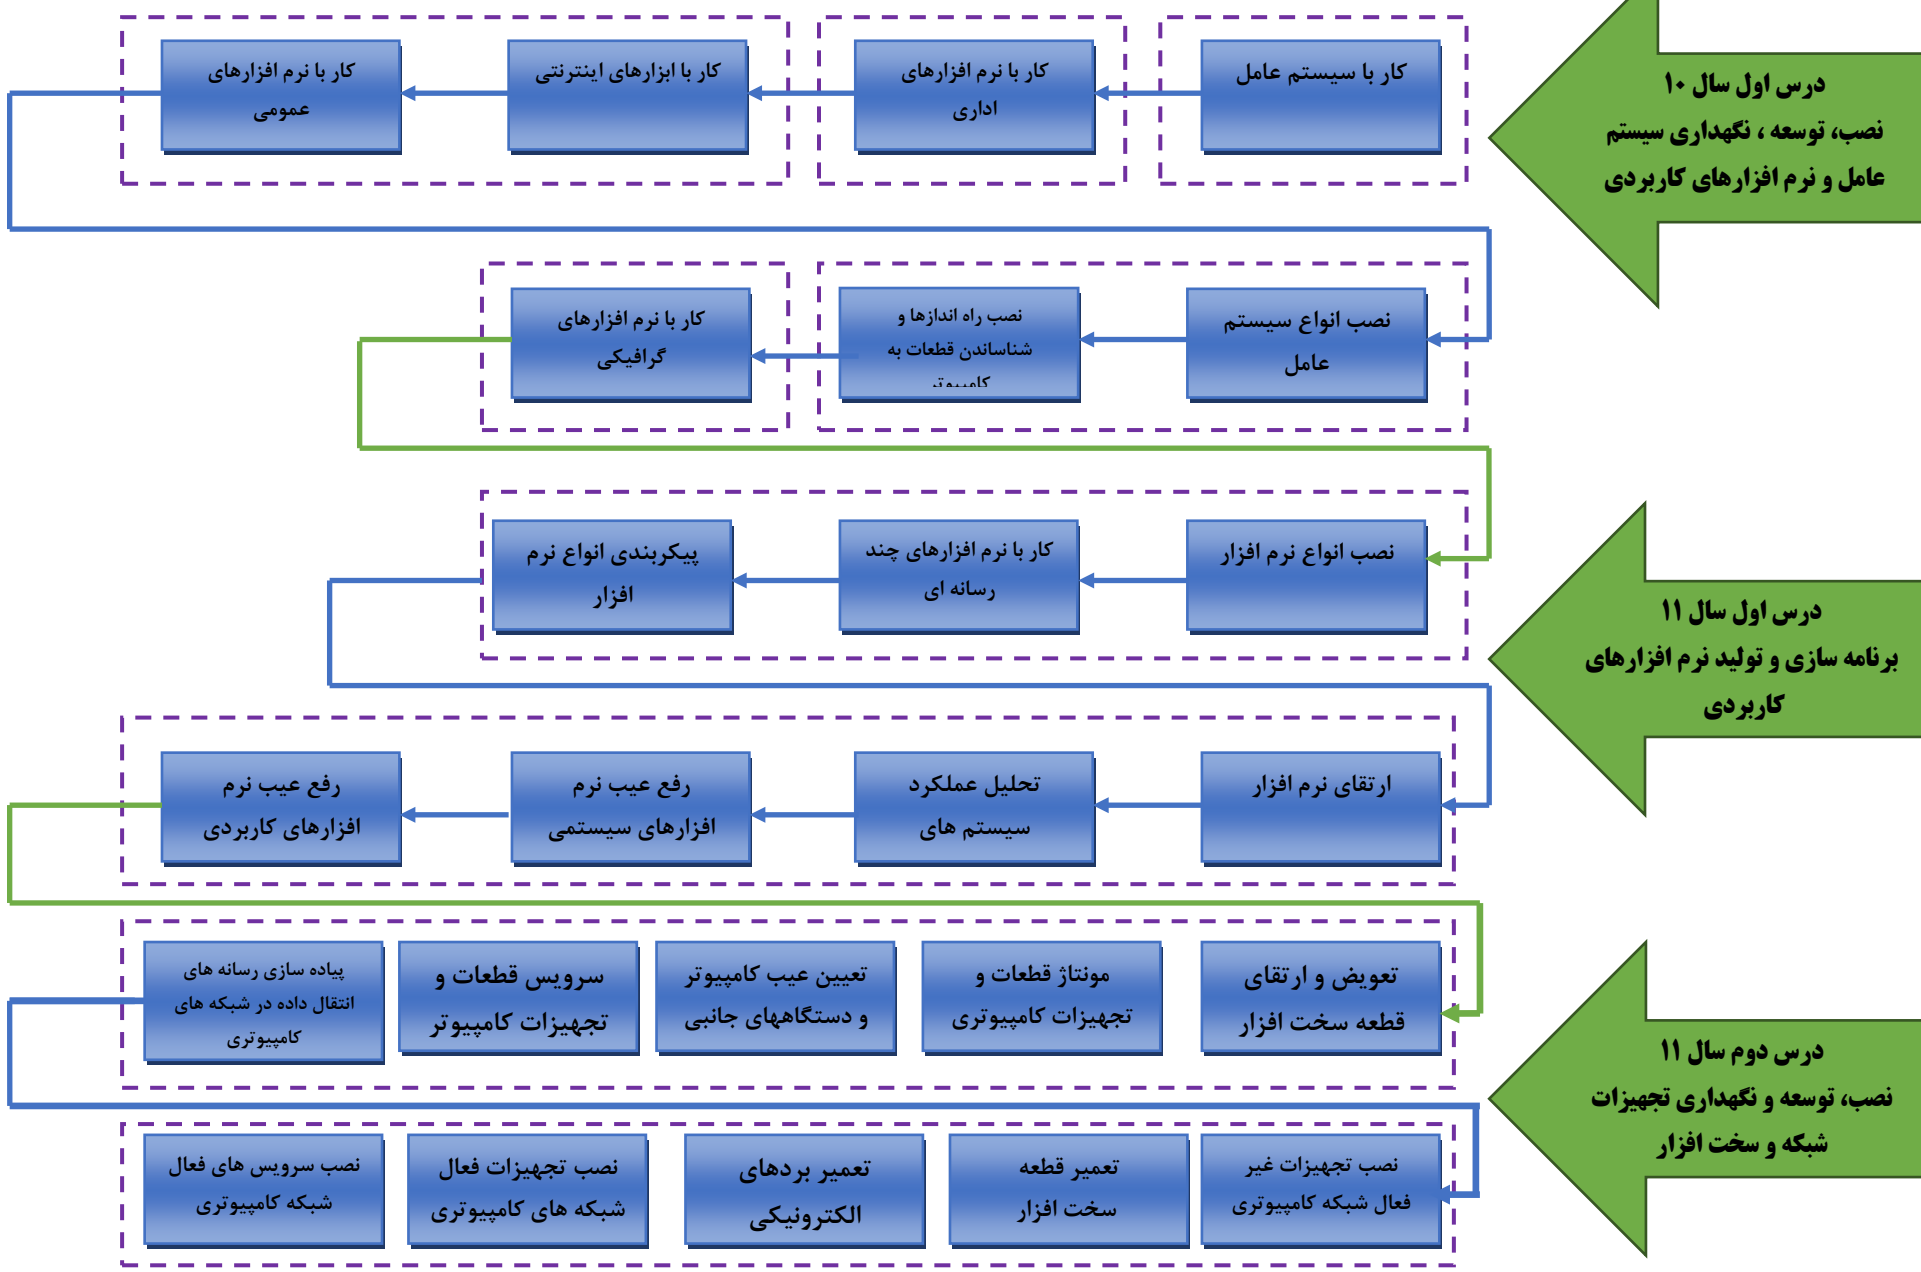 درس اول سال ۱۰
نصب، توسعه ، نگهداری سیستم
عامل و نرم افزارهای کاربردی
کار با سیستم عامل
کار با نرم افزارهای
اداری
کار با ابزارهای اینترنتی
کار با نرم افزارهای
عمومی
نصب انواع سیستم
عامل
نصب راه اندازها و
شناساندن قطعات به
کامپیوتر
کار با نرم افزارهای
گرافیکی
درس اول سال ۱۱
برنامه سازی و تولید نرم افزارهای
کاربردی
نصب انواع نرم افزار
کار با نرم افزارهای چند
رسانه ای
پیکربندی انواع نرم
افزار
ارتقای نرم افزار
تحلیل عملکرد
سیستم های
رفع عیب نرم
افزارهای سیستمی
رفع عیب نرم
افزارهای کاربردی
درس دوم سال ۱۱
نصب، توسعه و نگهداری تجهیزات
شبکه و سخت افزار
تعویض و ارتقای
قطعه سخت افزار
مونتاژ قطعات و
تجهیزات کامپیوتری
تعیین عیب کامپیوتر
و دستگاههای جانبی
سرویس قطعات و
تجهیزات کامپیوتر
پیاده سازی رسانه های
انتقال داده در شبکه های
کامپیوتری
نصب تجهیزات غیر
فعال شبکه کامپیوتری
تعمیر قطعه
سخت افزار
تعمیر بردهای
الکترونیکی
نصب تجهیزات فعال
شبکه های کامپیوتری
نصب سرویس های فعال
شبکه کامپیوتری